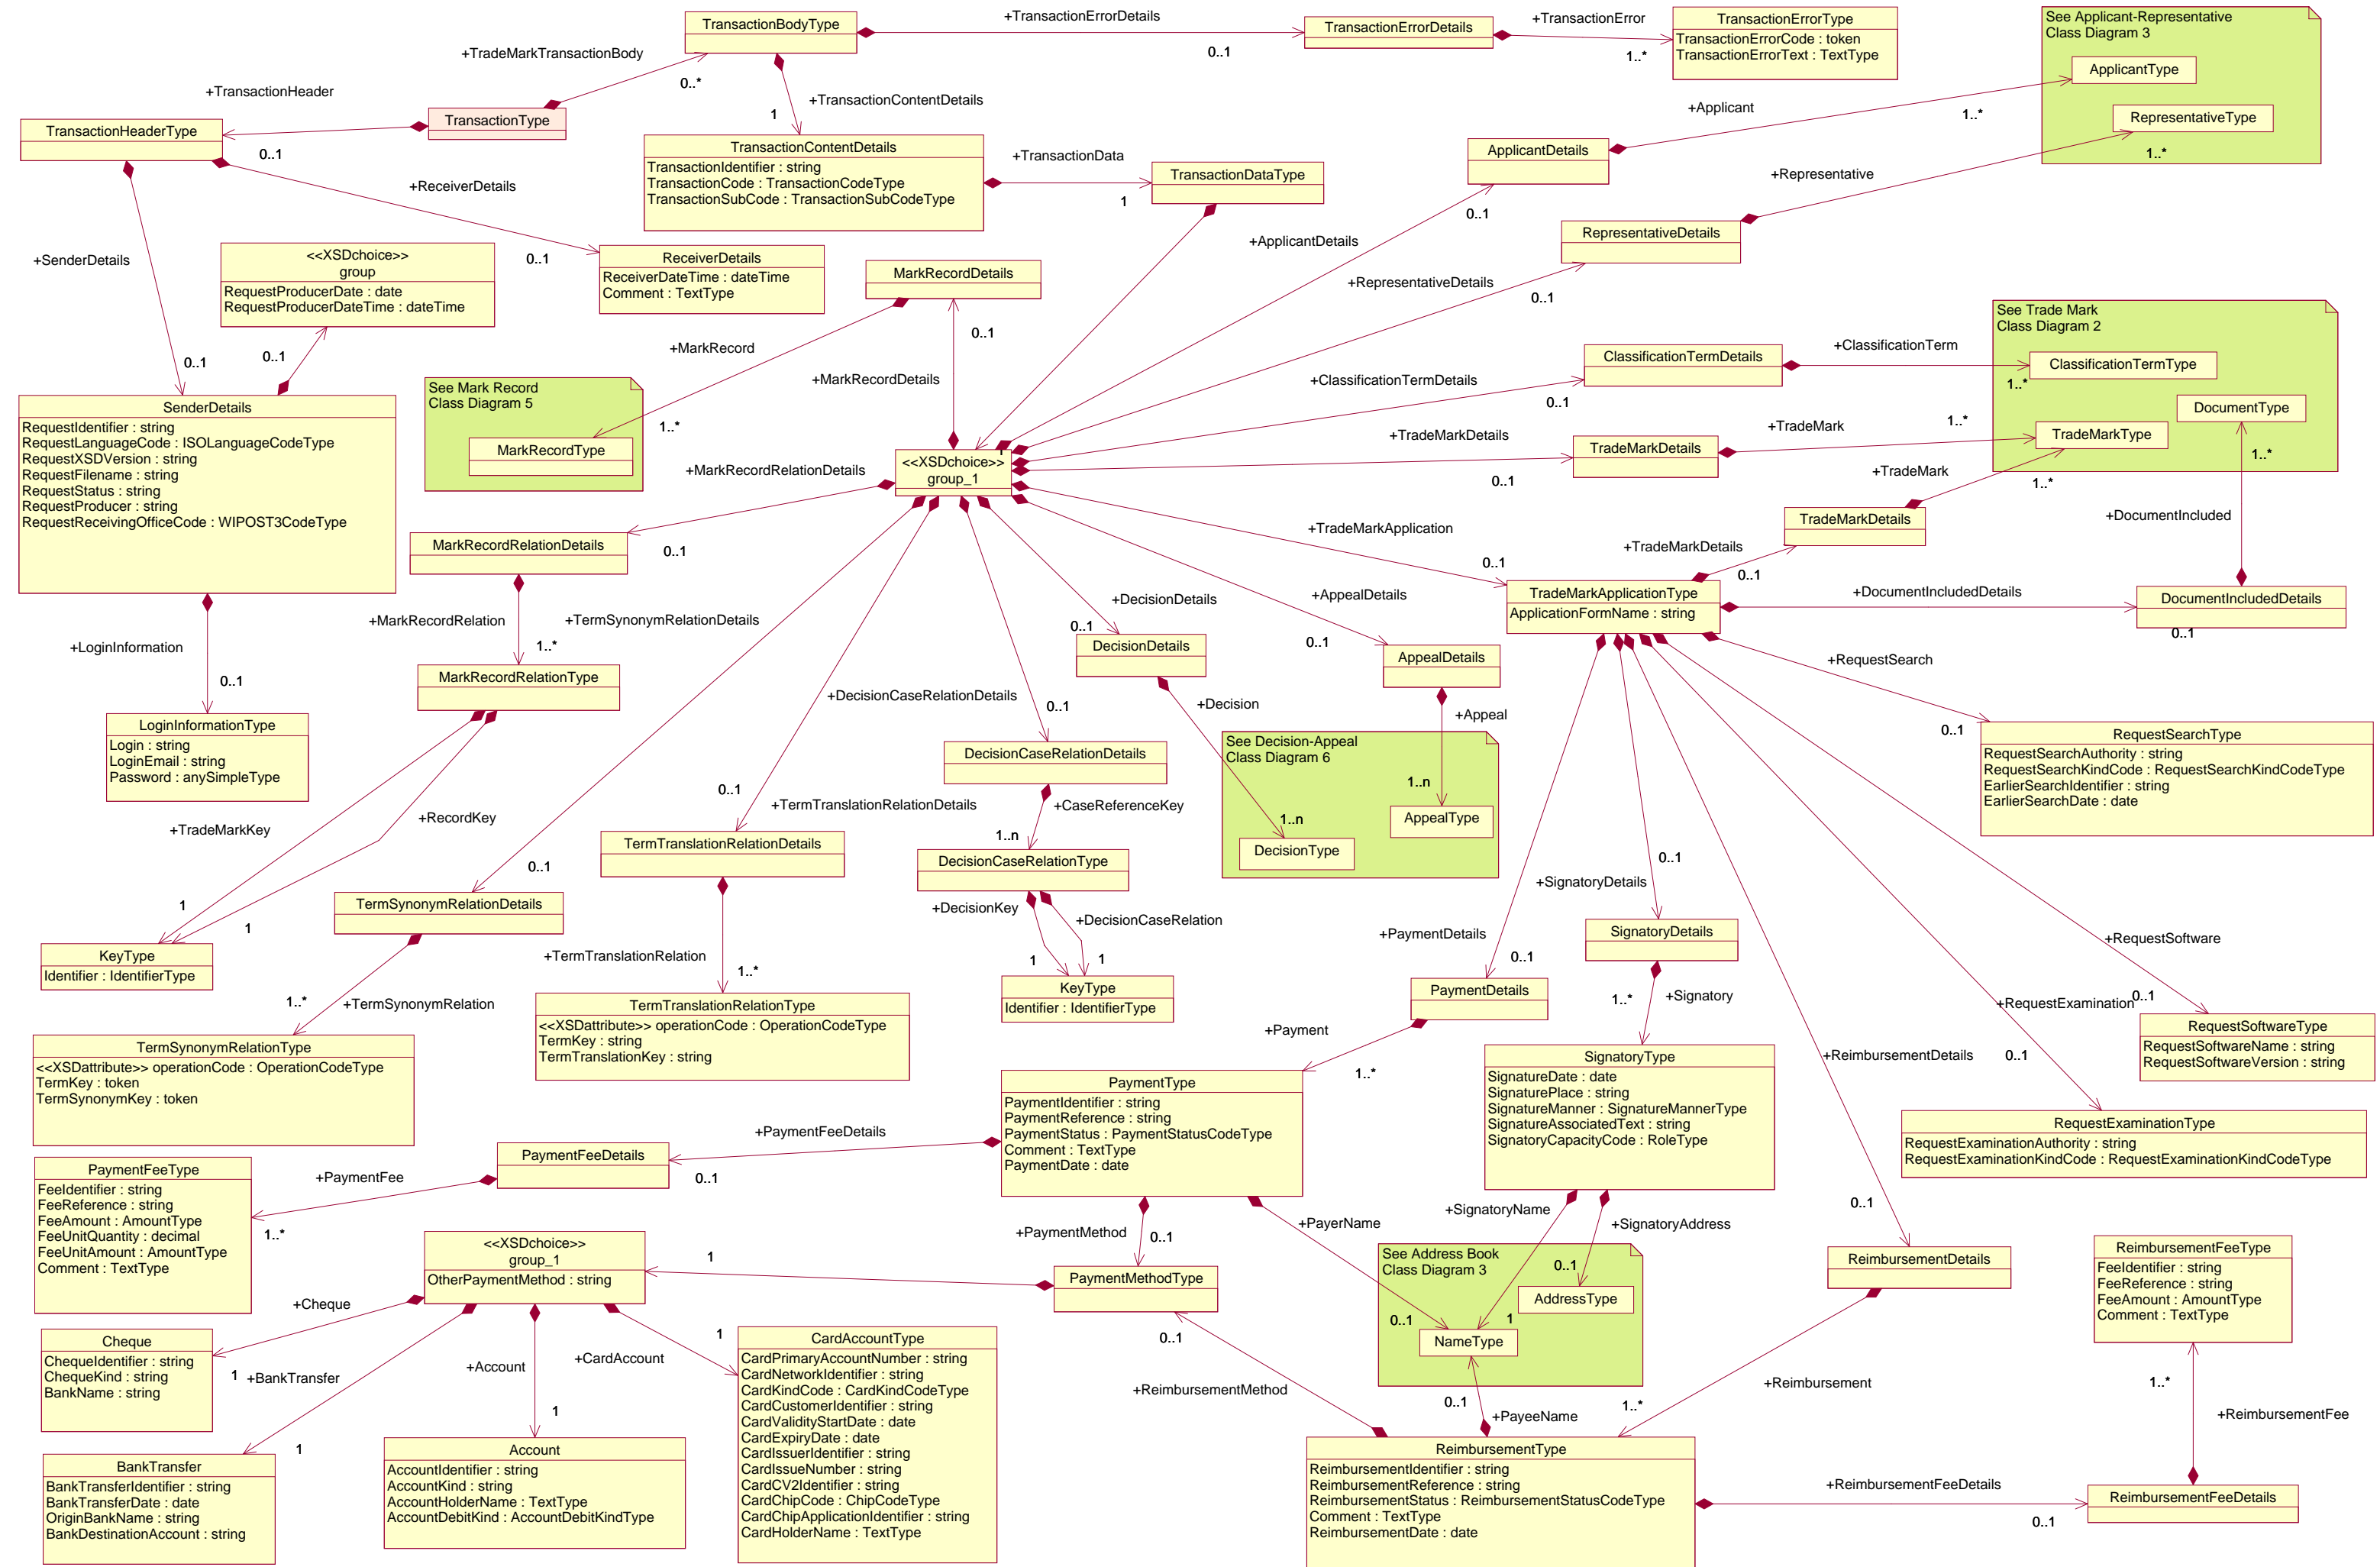 TransactionBodyType
+TransactionErrorDetails
0..1
TransactionErrorDetails
+TransactionError
1..*
TransactionErrorType
TransactionErrorCode : token
TransactionErrorText : TextType
See Applicant-Representative
Class Diagram 3
ApplicantType
RepresentativeType
+TradeMarkTransactionBody
0..*
+TransactionHeader
0..1
TransactionType
TransactionHeaderType
+TransactionContentDetails
1
TransactionContentDetails
TransactionIdentifier : string
TransactionCode : TransactionCodeType
TransactionSubCode : TransactionSubCodeType
+TransactionData
1
TransactionDataType
+Applicant
1..*
ApplicantDetails
0..1
+ApplicantDetails
+Representative
1..*
RepresentativeDetails
0..1
+RepresentativeDetails
+ReceiverDetails
0..1
ReceiverDetails
ReceiverDateTime : dateTime
Comment : TextType
+SenderDetails
0..1
<<XSDchoice>>
group
RequestProducerDate : date
RequestProducerDateTime : dateTime
0..1
SenderDetails
RequestIdentifier : string
RequestLanguageCode : ISOLanguageCodeType
RequestXSDVersion : string
RequestFilename : string
RequestStatus : string
RequestProducer : string
RequestReceivingOfficeCode : WIPOST3CodeType
MarkRecordDetails
0..1
+MarkRecord
1..*
+MarkRecordDetails
See Mark Record
Class Diagram 5
MarkRecordType
See Trade Mark
Class Diagram 2
ClassificationTermType
DocumentType
TradeMarkType
ClassificationTermDetails
+ClassificationTerm
1..*
+ClassificationTermDetails
0..1
1
<<XSDchoice>>
group_1
+TradeMarkDetails
0..1
TradeMarkDetails
+TradeMark
1..*
+TradeMark
1..*
1..*
+DocumentIncluded
TradeMarkDetails
+TradeMarkDetails
0..1
+MarkRecordRelationDetails
0..1
MarkRecordRelationDetails
+MarkRecordRelation
1..*
MarkRecordRelationType
+TradeMarkApplication
0..1
TradeMarkApplicationType
ApplicationFormName : string
+DocumentIncludedDetails
0..1
DocumentIncludedDetails
+RequestSearch
0..1
RequestSearchType
RequestSearchAuthority : string
RequestSearchKindCode : RequestSearchKindCodeType
EarlierSearchIdentifier : string
EarlierSearchDate : date
+LoginInformation
0..1
LoginInformationType
Login : string
LoginEmail : string
Password : anySimpleType
+TermSynonymRelationDetails
0..1
+DecisionCaseRelationDetails
0..1
+DecisionDetails
0..1
DecisionDetails
+Decision
1..n
+AppealDetails
0..1
AppealDetails
+Appeal
1..n
See Decision-Appeal
Class Diagram 6
AppealType
DecisionType
DecisionCaseRelationDetails
+CaseReferenceKey
1..n
DecisionCaseRelationType
+DecisionKey
1
+DecisionCaseRelation
1
KeyType
Identifier : IdentifierType
0..1
+TermTranslationRelationDetails
TermTranslationRelationDetails
+TermTranslationRelation
1..*
TermTranslationRelationType
<<XSDattribute>> operationCode : OperationCodeType
TermKey : string
TermTranslationKey : string
+TradeMarkKey
1
+RecordKey
1
KeyType
Identifier : IdentifierType
TermSynonymRelationDetails
+TermSynonymRelation
1..*
TermSynonymRelationType
<<XSDattribute>> operationCode : OperationCodeType
TermKey : token
TermSynonymKey : token
+SignatoryDetails
0..1
SignatoryDetails
+Signatory
1..*
SignatoryType
SignatureDate : date
SignaturePlace : string
SignatureManner : SignatureMannerType
SignatureAssociatedText : string
SignatoryCapacityCode : RoleType
+PaymentDetails
0..1
PaymentDetails
+Payment
1..*
PaymentType
PaymentIdentifier : string
PaymentReference : string
PaymentStatus : PaymentStatusCodeType
Comment : TextType
PaymentDate : date
+RequestSoftware
0..1
RequestSoftwareType
RequestSoftwareName : string
RequestSoftwareVersion : string
+RequestExamination
0..1
RequestExaminationType
RequestExaminationAuthority : string
RequestExaminationKindCode : RequestExaminationKindCodeType
+ReimbursementDetails
0..1
ReimbursementDetails
+PaymentFeeDetails
0..1
PaymentFeeDetails
+PaymentFee
1..*
PaymentFeeType
FeeIdentifier : string
FeeReference : string
FeeAmount : AmountType
FeeUnitQuantity : decimal
FeeUnitAmount : AmountType
Comment : TextType
+PaymentMethod
0..1
PaymentMethodType
1
<<XSDchoice>>
group_1
OtherPaymentMethod : string
+PayerName
0..1
+SignatoryName
1
+SignatoryAddress
0..1
See Address Book
Class Diagram 3
AddressType
NameType
+Cheque
1
Cheque
ChequeIdentifier : string
ChequeKind : string
BankName : string
+BankTransfer
1
BankTransfer
BankTransferIdentifier : string
BankTransferDate : date
OriginBankName : string
BankDestinationAccount : string
+Account
1
Account
AccountIdentifier : string
AccountKind : string
AccountHolderName : TextType
AccountDebitKind : AccountDebitKindType
+CardAccount
1
CardAccountType
CardPrimaryAccountNumber : string
CardNetworkIdentifier : string
CardKindCode : CardKindCodeType
CardCustomerIdentifier : string
CardValidityStartDate : date
CardExpiryDate : date
CardIssuerIdentifier : string
CardIssueNumber : string
CardCV2Identifier : string
CardChipCode : ChipCodeType
CardChipApplicationIdentifier : string
CardHolderName : TextType
0..1
+ReimbursementMethod
0..1
+PayeeName
+Reimbursement
1..*
ReimbursementType
ReimbursementIdentifier : string
ReimbursementReference : string
ReimbursementStatus : ReimbursementStatusCodeType
Comment : TextType
ReimbursementDate : date
+ReimbursementFeeDetails
0..1
ReimbursementFeeDetails
+ReimbursementFee
1..*
ReimbursementFeeType
FeeIdentifier : string
FeeReference : string
FeeAmount : AmountType
Comment : TextType